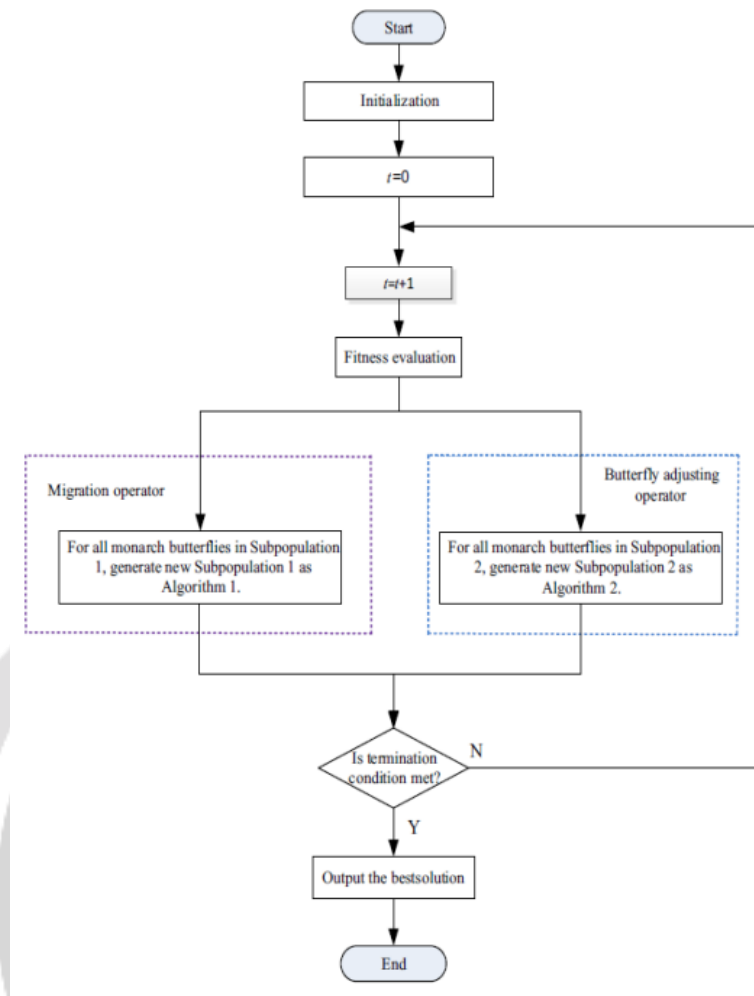 Start
Initialization
t=0
t=t+1
Fitness evaluation
Migration operator
For all monarch butterflies in Subpopulation
1, generate new Subpopulation 1 as
Algorithm 1.
Butterfly adjusting
operator
For all monarch butterflies in Subpopulation
2, generate new Subpopulation 2 as
Algorithm 2.
Is termination
condition met?
N
Y
Output the bestsolution
End